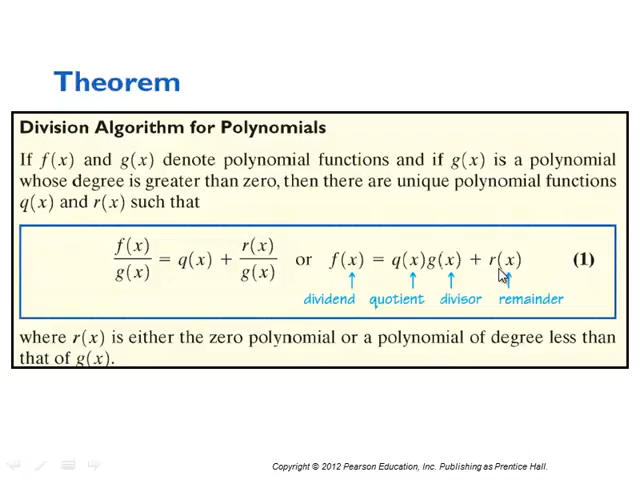 Theorem
Division Algorithm for Polynomials
If f(x) and g(x) denote polynomial functions and if g(x) is a polynomial
whose degree is greater than zero, then there are unique polynomial functions
q(x) and r(x) such that
f(x)/g(x) = q(x) + r(x)/g(x) or f(x) = q(x)g(x) + r(x) (1)
dividend quotient divisor remainder
where r(x) is either the zero polynomial or a polynomial of degree less than
that of g(x).
Copyright © 2012 Pearson Education, Inc. Publishing as Prentice Hall.